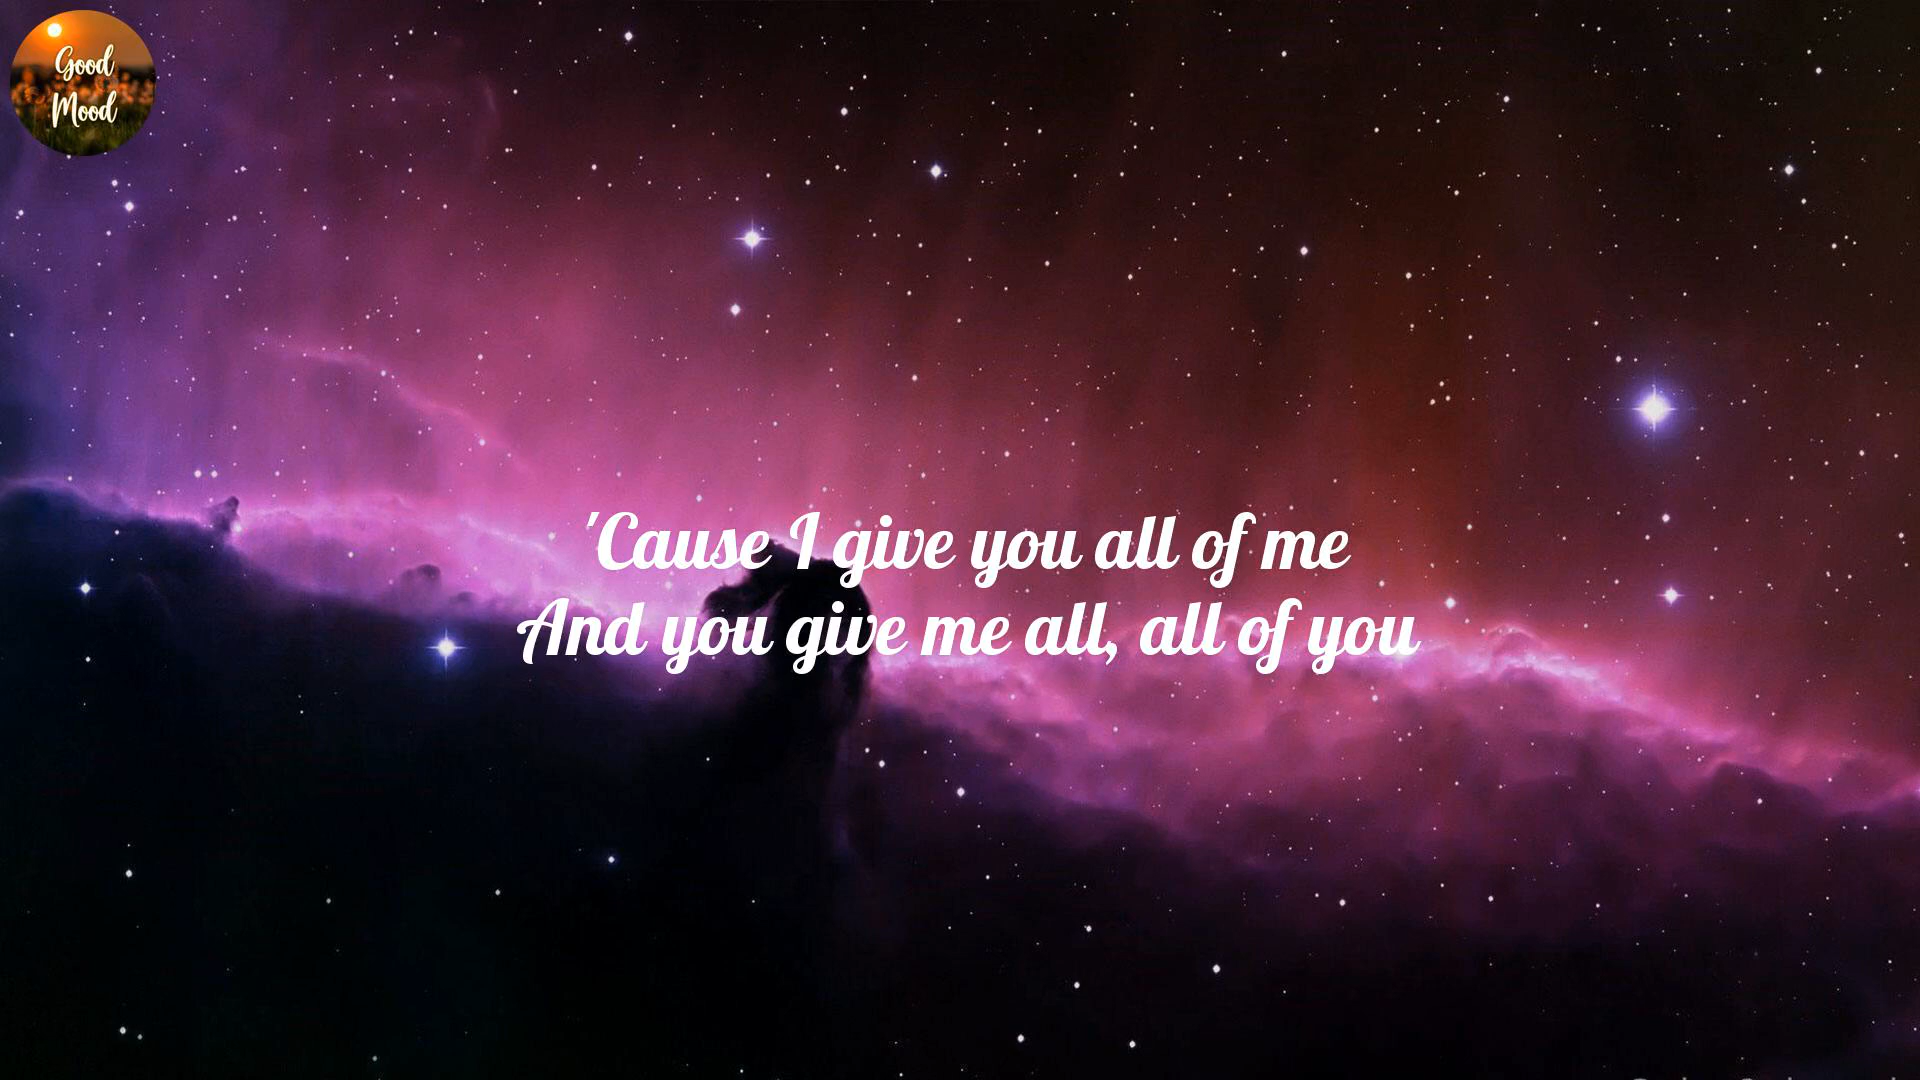 Good
Mood
'Cause I give you all of me
And you give me all, all of you